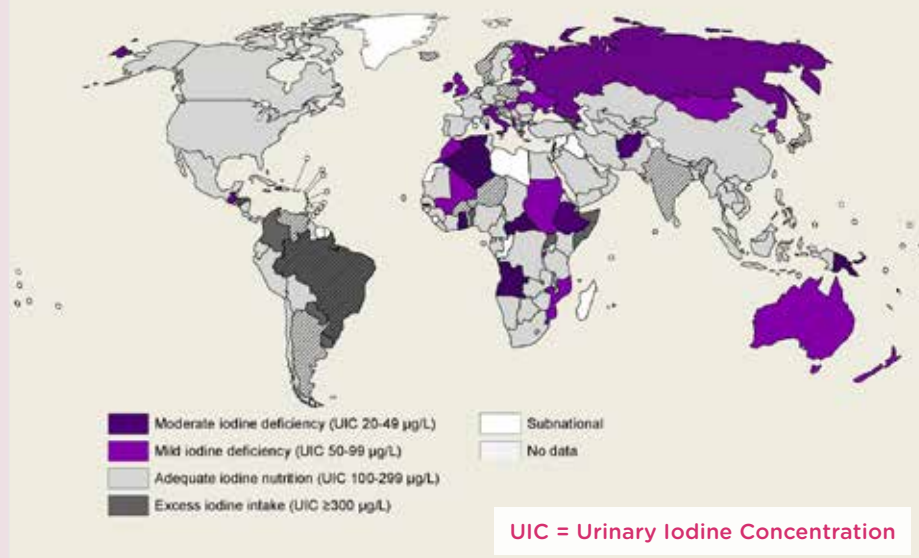 Moderate iodine deficiency (UIC 20-49 µg/L)
Mild iodine deficiency (UIC 50-99 µg/L)
Adequate iodine nutrition (UIC 100-299 µg/L)
Excess iodine intake (UIC ≥300 µg/L)
Subnational
No data
UIC = Urinary Iodine Concentration